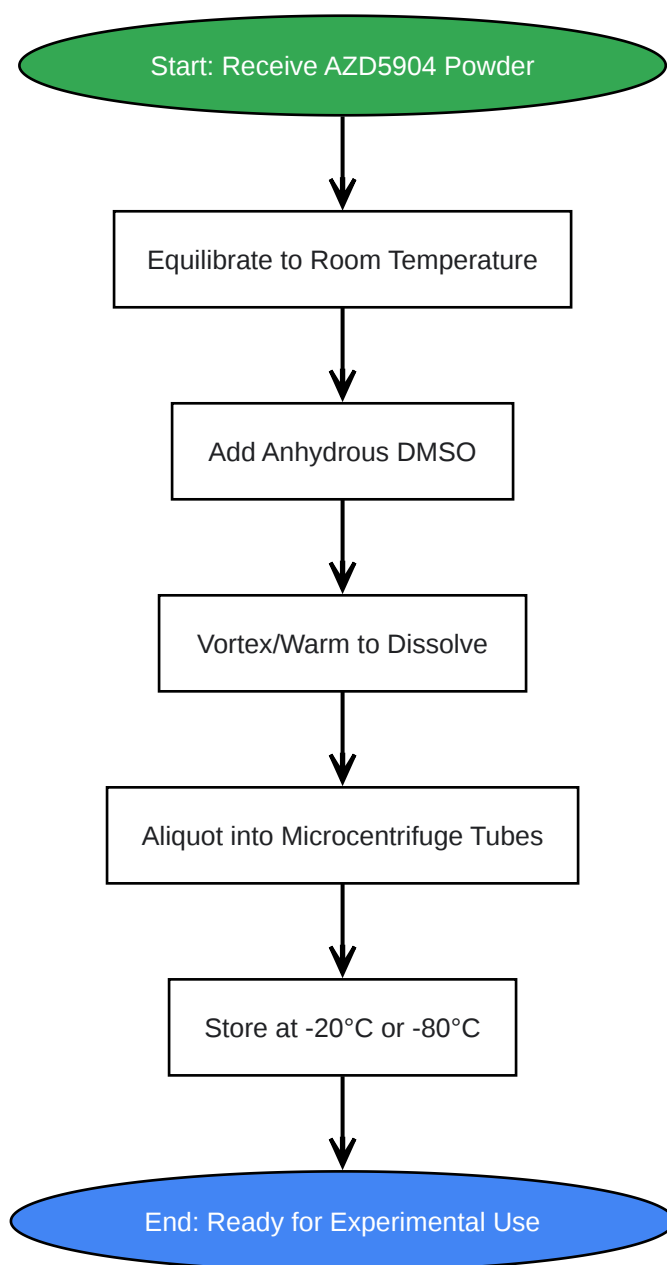 Start: Receive AZD5904 Powder
Equilibrate to Room Temperature
Add Anhydrous DMSO
Vortex/Warm to Dissolve
Aliquot into Microcentrifuge Tubes
Store at -20°C or -80°C
End: Ready for Experimental Use